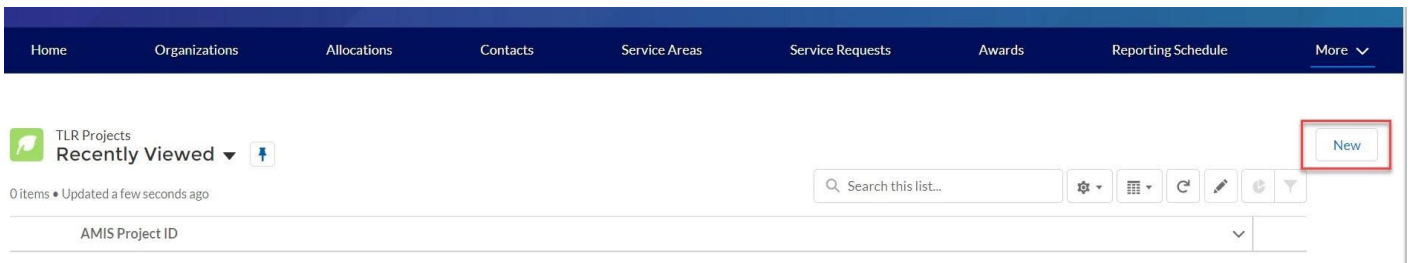 Home Organizations Allocations Contacts Service Areas Service Requests Awards Reporting Schedule More
TLR Projects
Recently Viewed
New
0 items • Updated a few seconds ago
Search this list...
AMIS Project ID